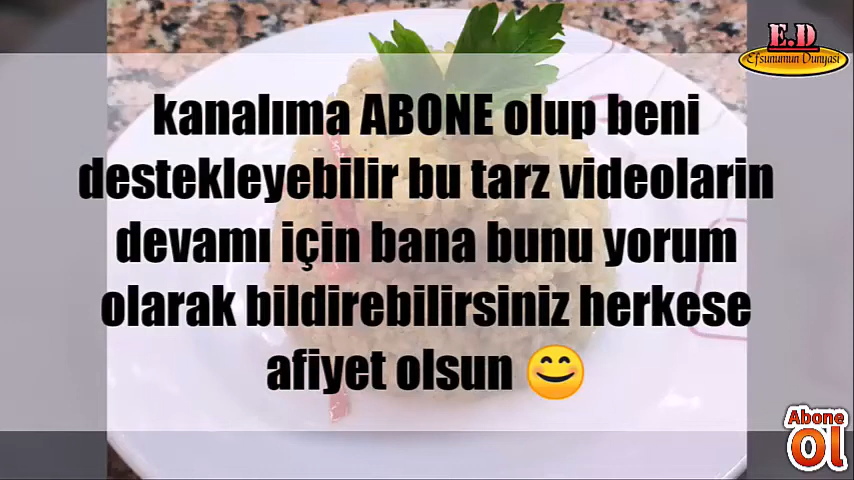 E.D
Efsunumun Dunyası
kanalıma ABONE olup beni
destekleyebilir bu tarz videolarin
devamı için bana bunu yorum
olarak bildirebilirsiniz herkese
afiyet olsun 😊
Abone
Ol